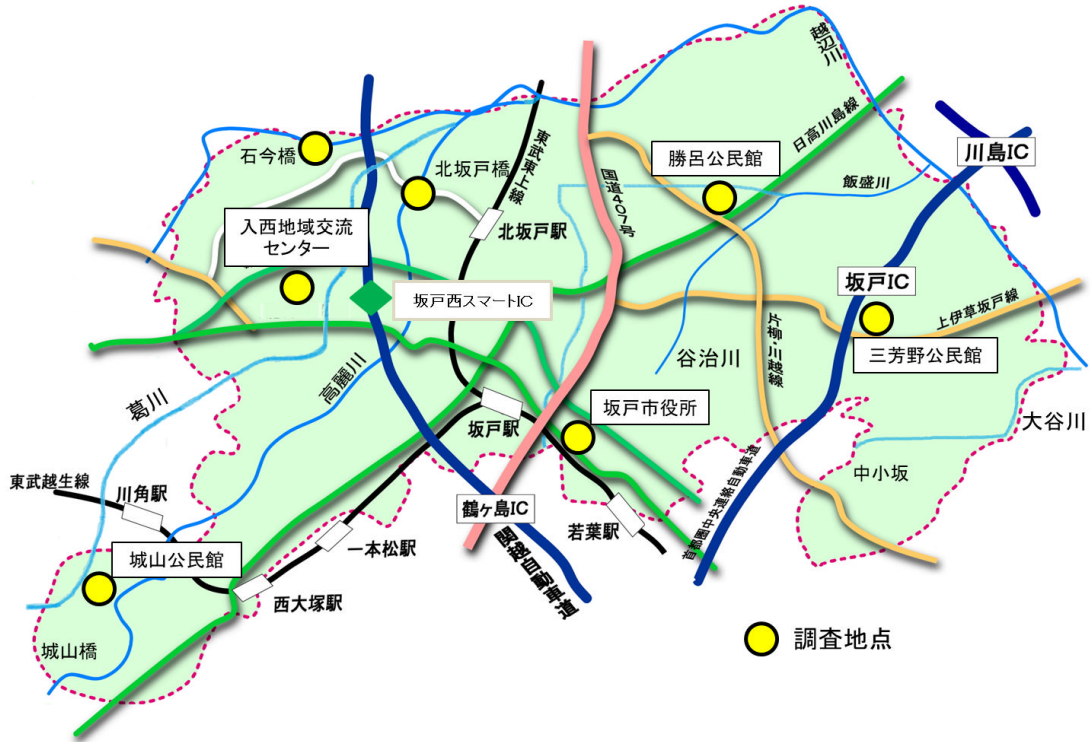 越辺川
石今橋
北坂戸橋
東武東上線
国道407号
勝呂公民館
日高川島線
川島IC
飯盛川
入西地域交流
センター
北坂戸駅
坂戸西スマートIC
坂戸IC
上伊草坂戸線
三芳野公民館
谷治川
片柳・川越線
高麗川
葛川
坂戸駅
坂戸市役所
大谷川
中小坂
首都圏中央連絡自動車道
東武越生線
川角駅
鶴ヶ島IC
関越自動車道
若葉駅
一本松駅
城山公民館
西大塚駅
城山橋
調査地点